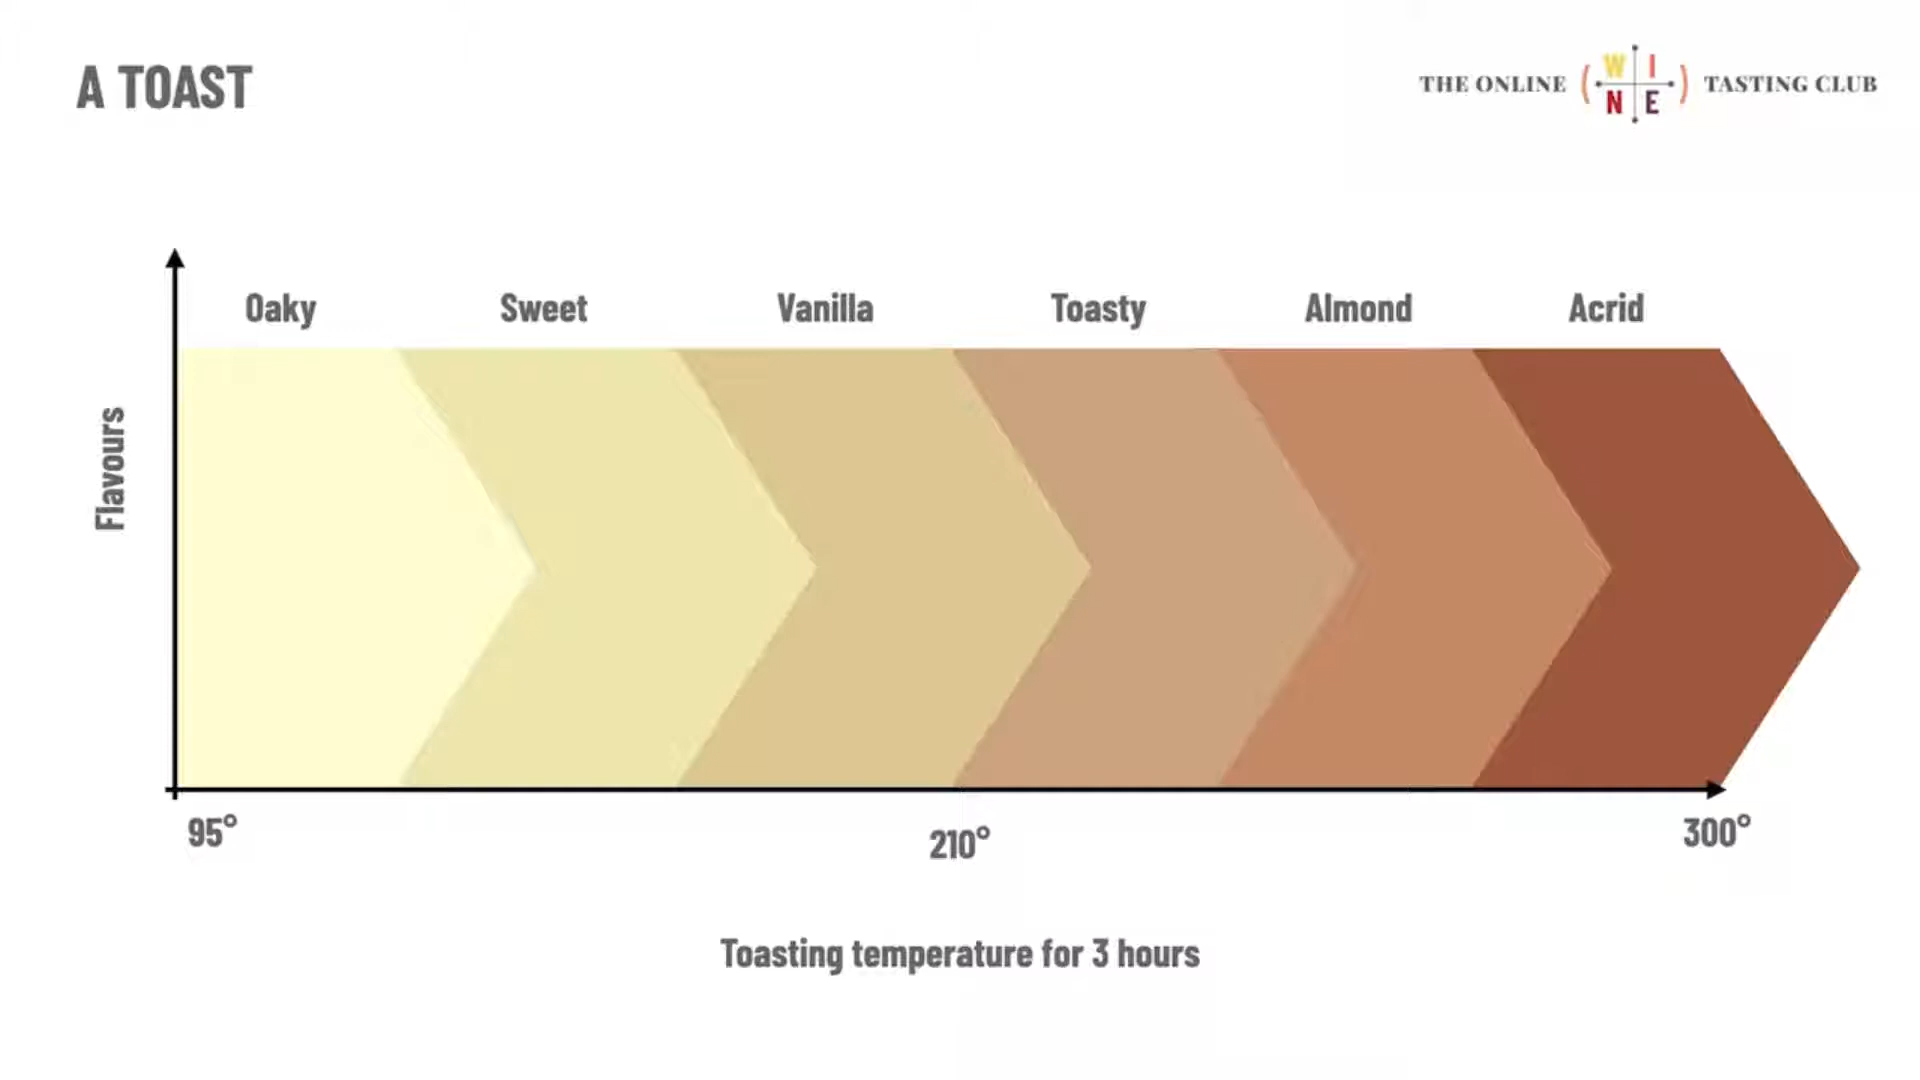 A TOAST
THE ONLINE WINE TASTING CLUB
Oaky Sweet Vanilla Toasty Almond Acrid
Flavours
95° 210° 300°
Toasting temperature for 3 hours